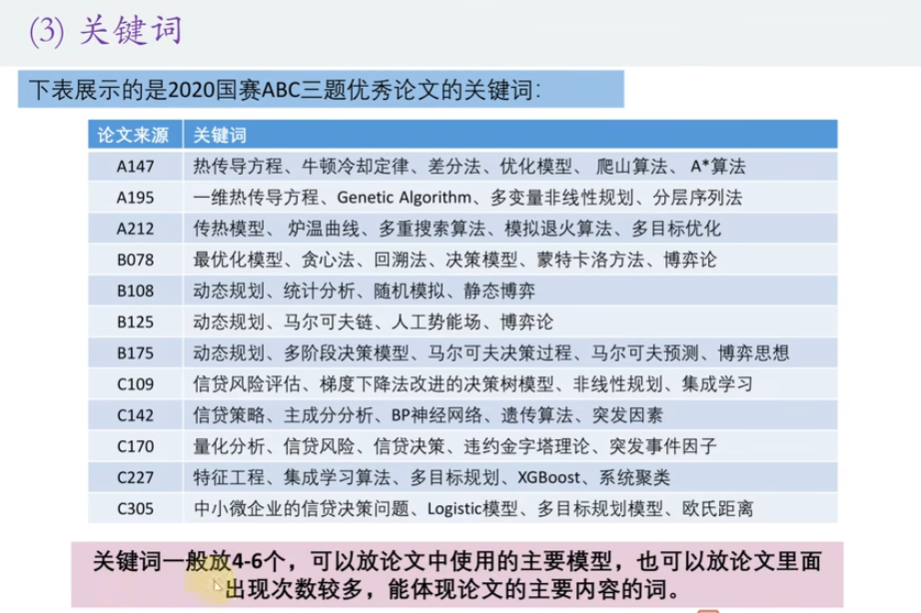 (3) 关键词
下表展示的是2020国赛ABC三题优秀论文的关键词：
论文来源 关键词
A147 热传导方程、牛顿冷却定律、差分法、优化模型、 爬山算法、 A*算法
A195 一维热传导方程、Genetic Algorithm、多变量非线性规划、分层序列法
A212 传热模型、 炉温曲线、多重搜索算法、模拟退火算法、多目标优化
B078 最优化模型、贪心法、回溯法、决策模型、蒙特卡洛方法、博弈论
B108 动态规划、统计分析、随机模拟、静态博弈
B125 动态规划、马尔可夫链、人工势能场、博弈论
B175 动态规划、多阶段决策模型、马尔可夫决策过程、马尔可夫预测、博弈思想
C109 信贷风险评估、梯度下降法改进的决策树模型、非线性规划、集成学习
C142 信贷策略、主成分分析、BP神经网络、遗传算法、突发因素
C170 量化分析、信贷风险、信贷决策、违约金字塔理论、突发事件因子
C227 特征工程、集成学习算法、多目标规划、XGBoost、系统聚类
C305 中小微企业的信贷决策问题、Logistic模型、多目标规划模型、欧氏距离
关键词一般放4-6个，可以放论文中使用的主要模型，也可以放论文里面
出现次数较多，能体现论文的主要内容的词。